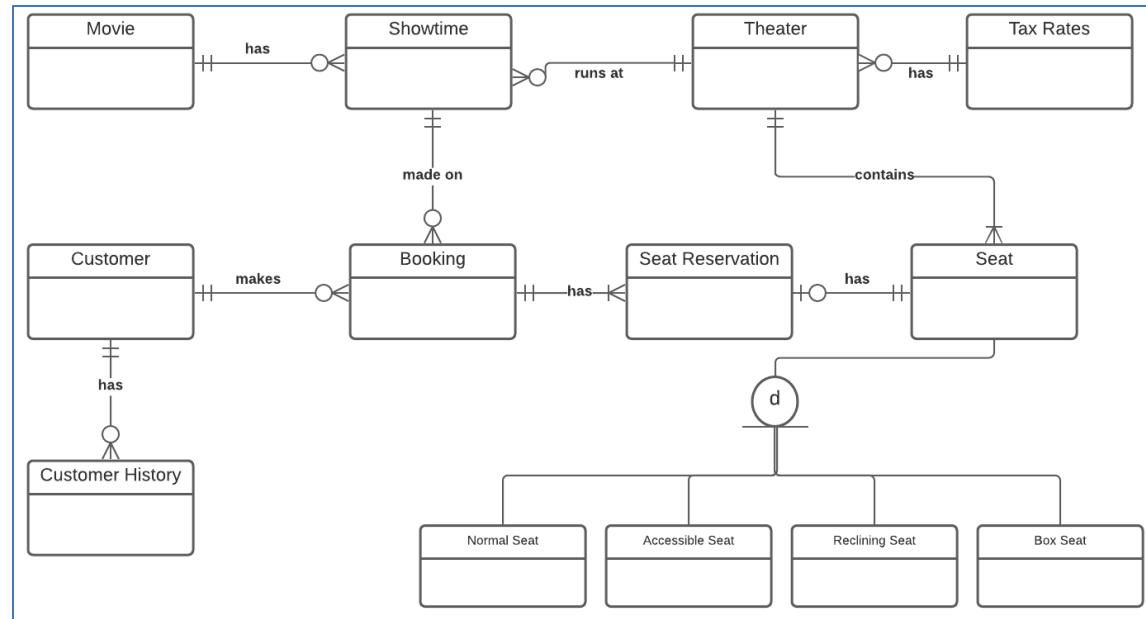 Movie
has
Showtime
runs at
Theater
has
Tax Rates
made on
contains
Customer
makes
Booking
has
Seat Reservation
has
Seat
has
d
Customer History
Normal Seat
Accessible Seat
Reclining Seat
Box Seat